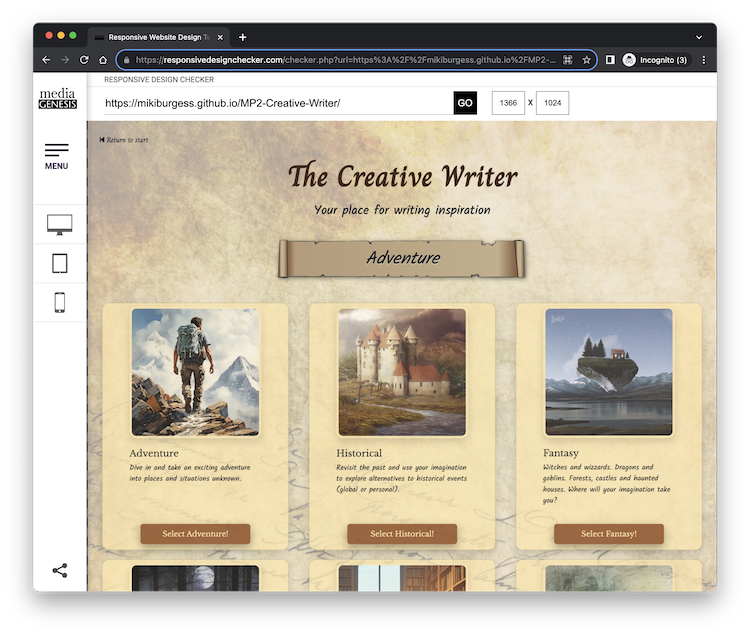 Responsive Website Design Te
https://responsivedesignchecker.com/checker.php?url=https%3A%2F%2Fmikiburgess.github.io%2FMP2-...
Incognito (3)
RESPONSIVE DESIGN CHECKER
media
GENESIS
https://mikiburgess.github.io/MP2-Creative-Writer/
GO
1366 X 1024
MENU
Return to start
The Creative Writer
Your place for writing inspiration
Adventure
Adventure
Dive in and take an exciting adventure
into places and situations unknown.
Select Adventure!
Historical
Revisit the past and use your imagination
to explore alternatives to historical events
(global or personal).
Select Historical!
Fantasy
Witches and wizzards. Dragons and
goblins. Forests, castles and haunted
houses. Where will your imagination take
you?
Select Fantasy!